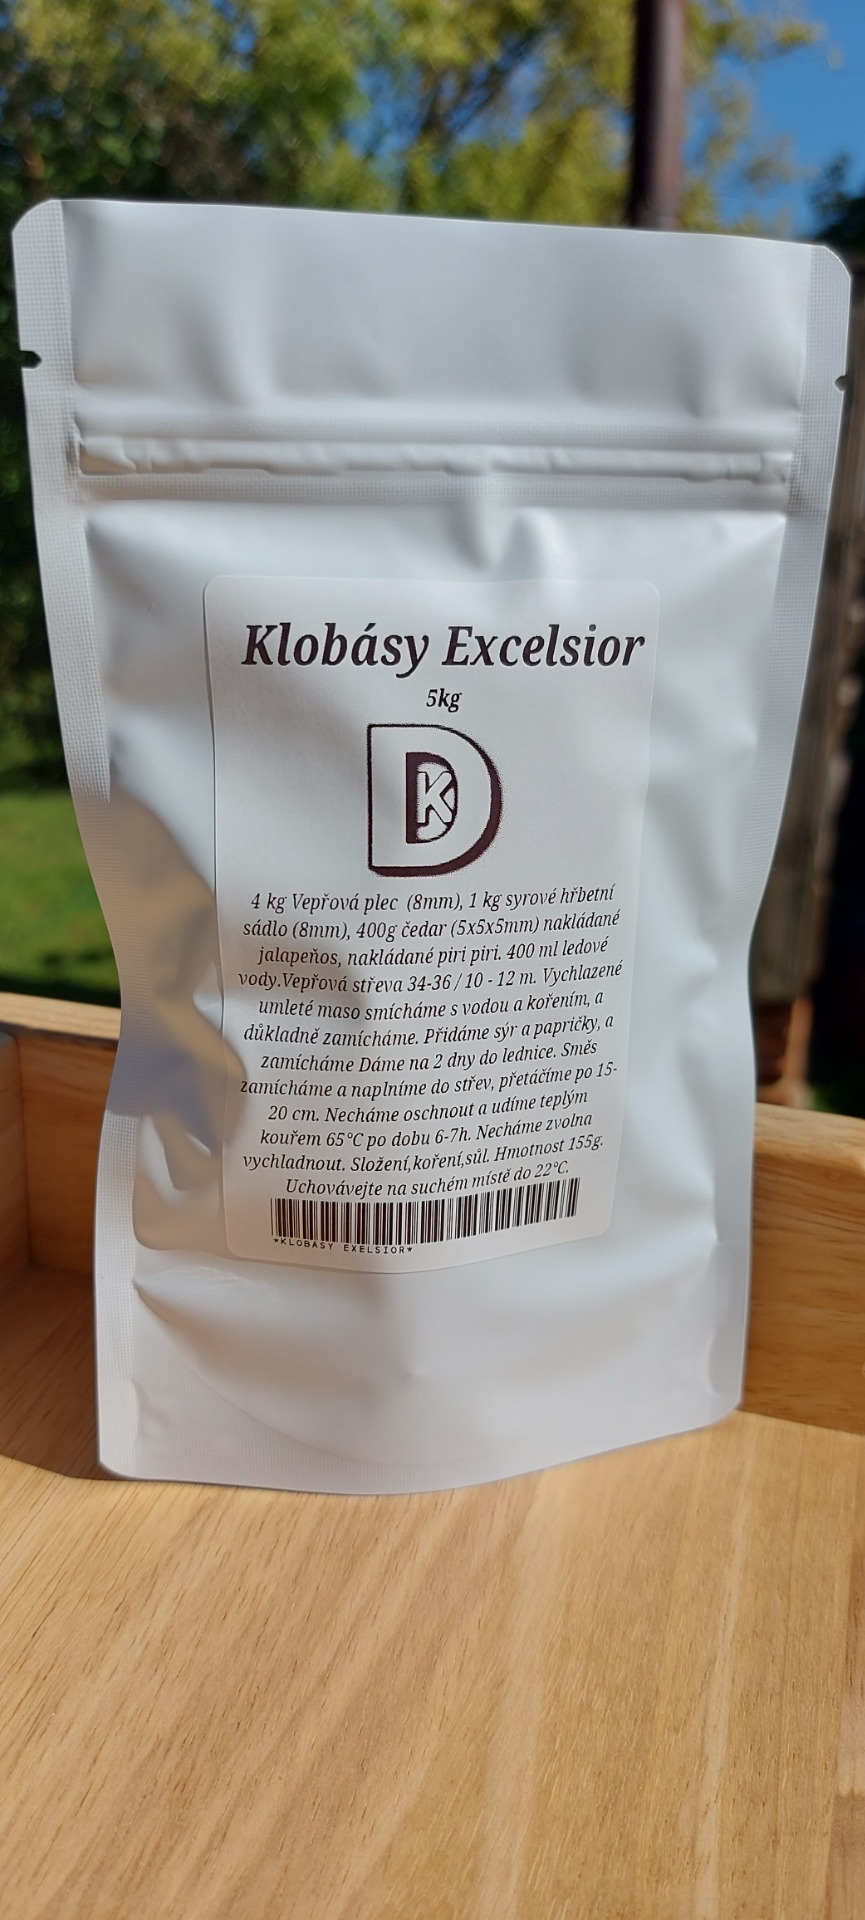 Klobásy Excelsior
5kg
DK
4 kg Vepřová plec (8mm), 1 kg syrové hřbetní
sádlo (8mm), 400g čedar (5x5x5mm) nakládané
jalapeňos, nakládané piri piri. 400 ml ledové
vody.Vepřová střeva 34-36 / 10 - 12 m. Vychlazené
umleté maso smícháme s vodou a kořením, a
důkladně zamícháme. Přidáme sýr a papričky, a
zamícháme Dáme na 2 dny do lednice. Směs
zamícháme a naplníme do střev, přetáčíme po 15-
20 cm. Necháme oschnout a udíme teplým
kouřem 65°C po dobu 6-7h. Necháme zvolna
vychladnout. Složení,koření,sůl. Hmotnost 155g.
Uchovávejte na suchém místě do 22°C.
*KLOBASY EXELSIOR*